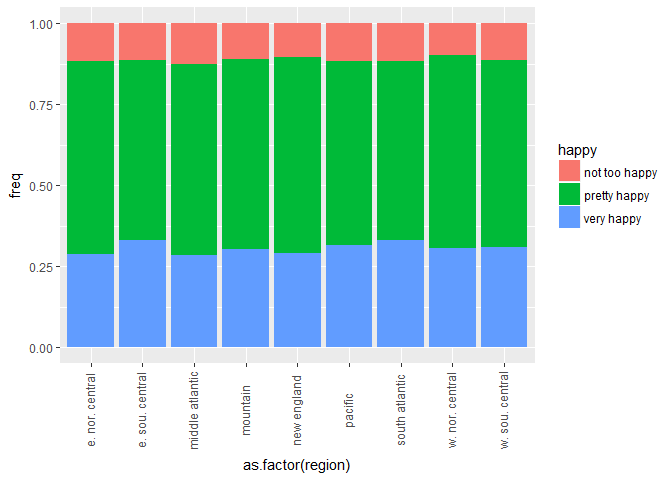 1.00
0.75
0.50
0.25
0.00
freq
e. nor. central
e. sou. central
middle atlantic
mountain
new england
pacific
south atlantic
w. nor. central
w. sou. central
as.factor(region)
happy
not too happy
pretty happy
very happy